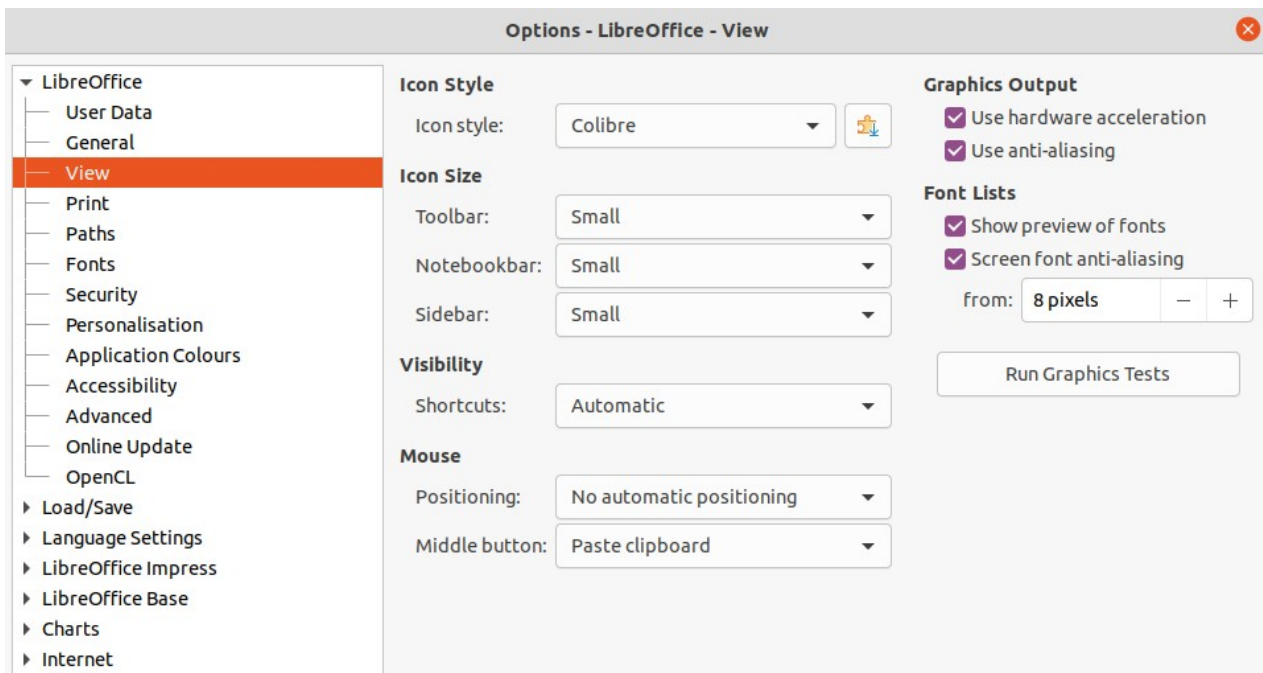 Options - LibreOffice - View
LibreOffice
User Data
General
View
Print
Paths
Fonts
Security
Personalisation
Application Colours
Accessibility
Advanced
Online Update
OpenCL
Load/Save
Language Settings
LibreOffice Impress
LibreOffice Base
Charts
Internet
Icon Style
Icon style: Colibre
Icon Size
Toolbar: Small
Notebookbar: Small
Sidebar: Small
Visibility
Shortcuts: Automatic
Mouse
Positioning: No automatic positioning
Middle button: Paste clipboard
Graphics Output
Use hardware acceleration
Use anti-aliasing
Font Lists
Show preview of fonts
Screen font anti-aliasing
from: 8 pixels
Run Graphics Tests